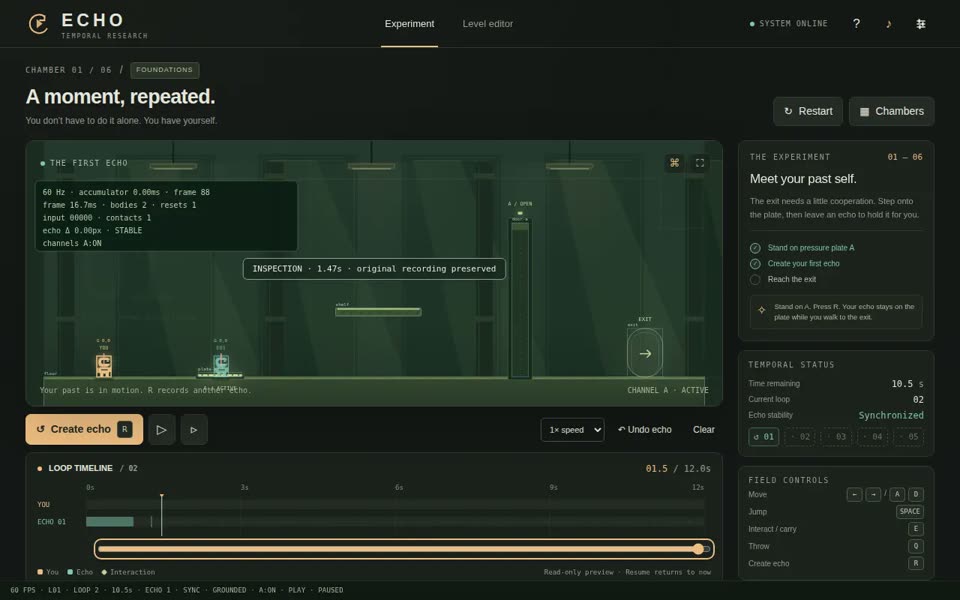 ECHO
TEMPORAL RESEARCH
Experiment
Level editor
SYSTEM ONLINE
?
CHAMBER 01 / 06 / FOUNDATIONS
A moment, repeated.
You don't have to do it alone. You have yourself.
Restart
Chambers
THE FIRST ECHO
60 Hz · accumulator 0.00ms · frame 88
frame 16.7ms · bodies 2 · resets 1
input 00000 · contacts 1
echo Δ 0.00px · STABLE
channels A:ON
A / OPEN
INSPECTION · 1.47s · original recording preserved
shelf
EXIT
exit
YOU
E01
floor
Your past is in motion. R records another echo.
CHANNEL A · ACTIVE
Create echo R
1× speed
Undo echo
Clear
LOOP TIMELINE / 02
01.5 / 12.0s
0s 3s 6s 9s 12s
YOU
ECHO 01
You Echo Interaction
Read-only preview · Resume returns to now
THE EXPERIMENT 01 — 06
Meet your past self.
The exit needs a little cooperation. Step onto
the plate, then leave an echo to hold it for you.
Stand on pressure plate A
Create your first echo
Reach the exit
Stand on A. Press R. Your echo stays on the
plate while you walk to the exit.
TEMPORAL STATUS
Time remaining 10.5 s
Current loop 02
Echo stability Synchronized
↺ 01 · 02 · 03 · 04 · 05
FIELD CONTROLS
Move ← → / A D
Jump SPACE
Interact / carry E
Throw Q
Create echo R
60 FPS · L01 · LOOP 2 · 10.5s · ECHO 1 · SYNC · GROUNDED · A:ON · PLAY · PAUSED